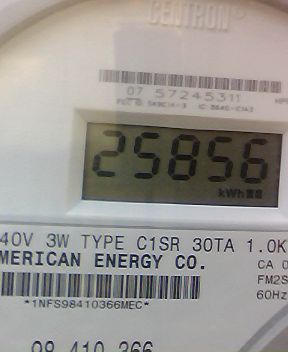 CENTRON®
07 57245311
25856
kWh
40V 3W TYPE C1SR 30TA 1.0K
MERICAN ENERGY CO.
CA 0
FM2S
*1NFS98410366MEC*
60Hz
98 410 366